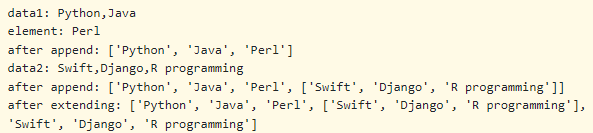 data1: Python,Java
element: Perl
after append: ['Python', 'Java', 'Perl']
data2: Swift,Django,R programming
after append: ['Python', 'Java', 'Perl', ['Swift', 'Django', 'R programming']]
after extending: ['Python', 'Java', 'Perl', ['Swift', 'Django', 'R programming'],
'Swift', 'Django', 'R programming']